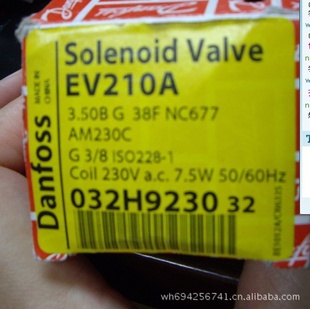 Solenoid Valve
EV210A
3.50B G 38F NC677
AM230C
G 3/8 ISO228-1
Coil 230V a.c. 7.5W 50/60Hz
032H9230 32
Danfoss
MADE IN
CHINA
wh694256741.cn.alibaba.com